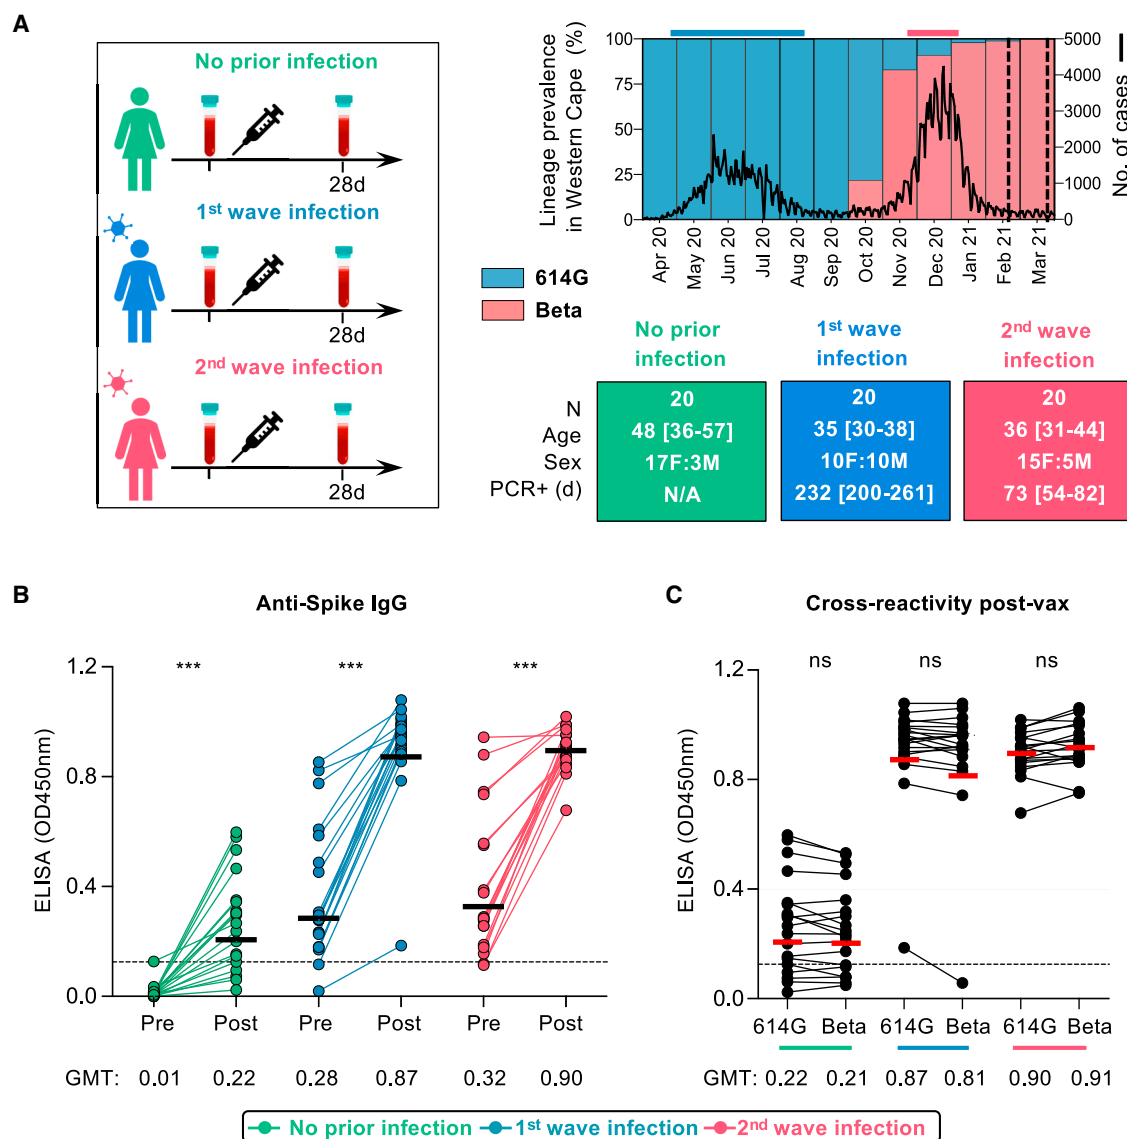 A
No prior infection
28d
1st wave infection
28d
2nd wave infection
28d
Lineage prevalence
in Western Cape (%)
100
75
50
25
0
5000
4000
3000
2000
1000
0
No. of cases
Apr 20
May 20
Jun 20
Jul 20
Aug 20
Sep 20
Oct 20
Nov 20
Dec 20
Jan 21
Feb 21
Mar 21
614G
Beta
No prior
infection
1st wave
infection
2nd wave
infection
N 20 20 20
Age 48 [36-57] 35 [30-38] 36 [31-44]
Sex 17F:3M 10F:10M 15F:5M
PCR+ (d) N/A 232 [200-261] 73 [54-82]
B
Anti-Spike IgG
ELISA (OD450nm)
1.2
0.8
0.4
0.0
*** *** ***
Pre Post Pre Post Pre Post
GMT: 0.01 0.22 0.28 0.87 0.32 0.90
C
Cross-reactivity post-vax
ELISA (OD450nm)
1.2
0.8
0.4
0.0
ns ns ns
614G Beta 614G Beta 614G Beta
GMT: 0.22 0.21 0.87 0.81 0.90 0.91
No prior infection 1st wave infection 2nd wave infection